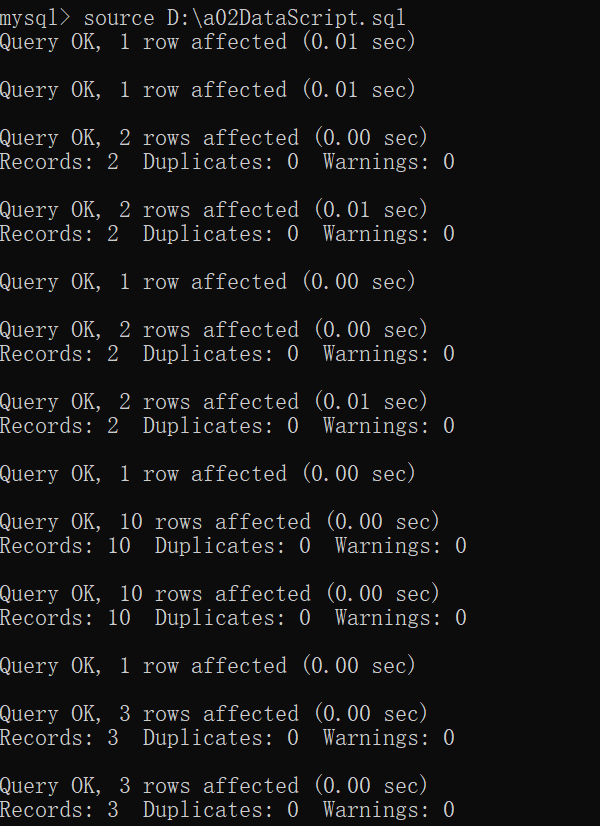 mysql> source D:\a02DataScript.sql
Query OK, 1 row affected (0.01 sec)
Query OK, 1 row affected (0.01 sec)
Query OK, 2 rows affected (0.00 sec)
Records: 2  Duplicates: 0  Warnings: 0
Query OK, 2 rows affected (0.01 sec)
Records: 2  Duplicates: 0  Warnings: 0
Query OK, 1 row affected (0.00 sec)
Query OK, 2 rows affected (0.00 sec)
Records: 2  Duplicates: 0  Warnings: 0
Query OK, 2 rows affected (0.01 sec)
Records: 2  Duplicates: 0  Warnings: 0
Query OK, 1 row affected (0.00 sec)
Query OK, 10 rows affected (0.00 sec)
Records: 10  Duplicates: 0  Warnings: 0
Query OK, 10 rows affected (0.00 sec)
Records: 10  Duplicates: 0  Warnings: 0
Query OK, 1 row affected (0.00 sec)
Query OK, 3 rows affected (0.00 sec)
Records: 3  Duplicates: 0  Warnings: 0
Query OK, 3 rows affected (0.00 sec)
Records: 3  Duplicates: 0  Warnings: 0